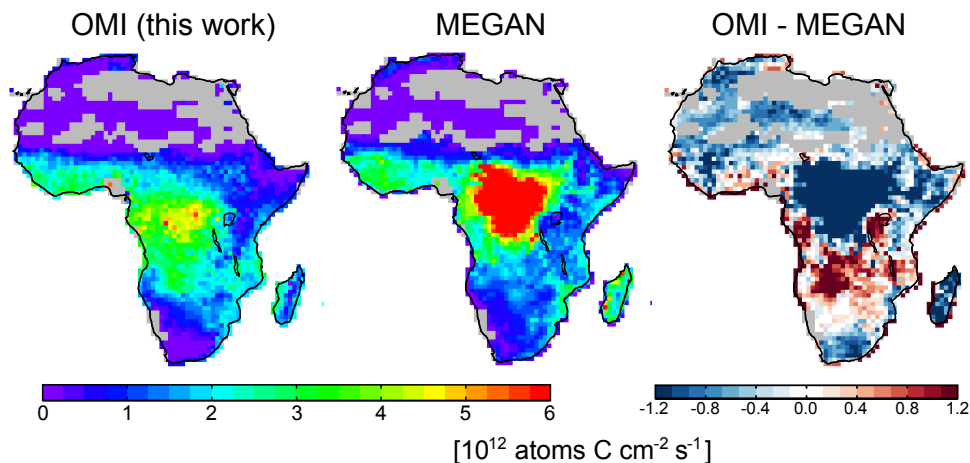 OMI (this work) MEGAN OMI - MEGAN
0 1 2 3 4 5 6 -1.2 -0.8 -0.4 0.0 0.4 0.8 1.2
[10¹² atoms C cm⁻² s⁻¹]